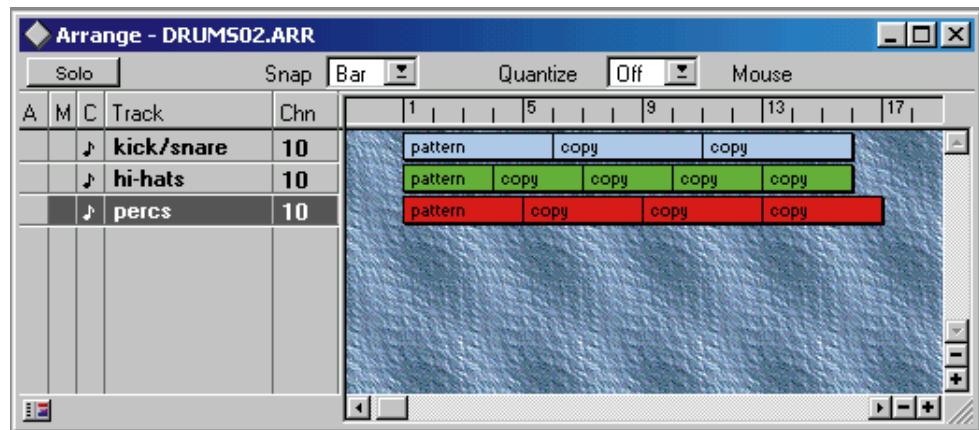 Arrange - DRUMS02.ARR
Solo Snap Bar Quantize Off Mouse
A M C Track Chn 1 5 9 13 17
kick/snare 10 pattern copy copy
hi-hats 10 pattern copy copy copy copy
percs 10 pattern copy copy copy